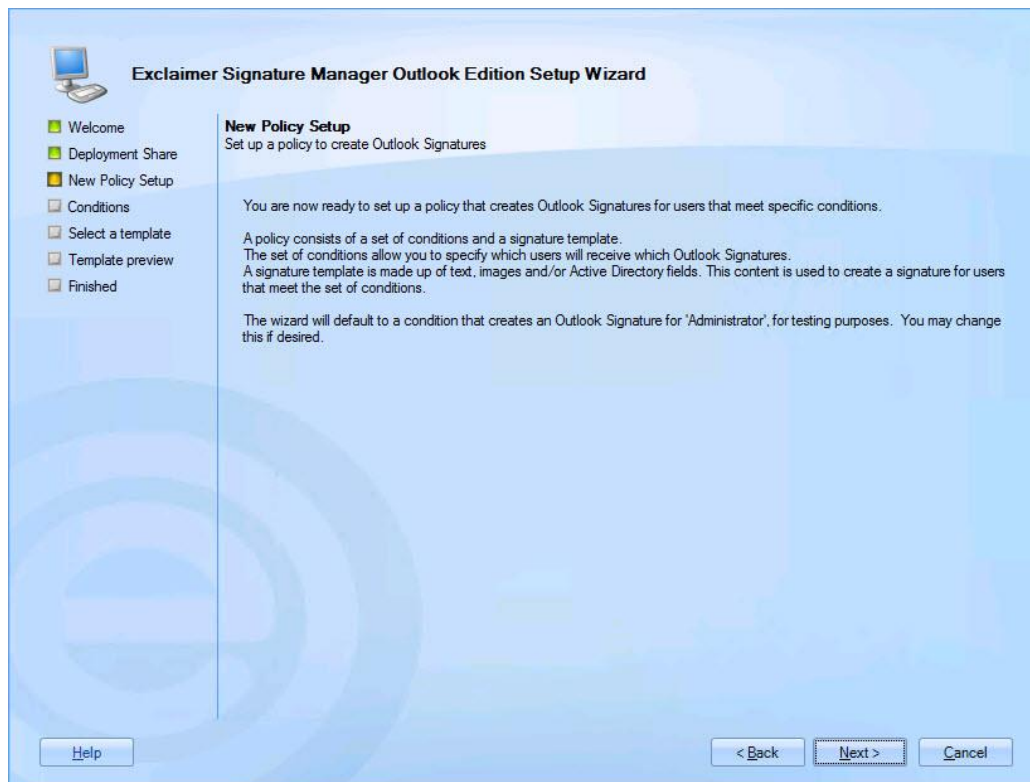 Exclaimer Signature Manager Outlook Edition Setup Wizard
Welcome
Deployment Share
New Policy Setup
Conditions
Select a template
Template preview
Finished
New Policy Setup
Set up a policy to create Outlook Signatures
You are now ready to set up a policy that creates Outlook Signatures for users that meet specific conditions.
A policy consists of a set of conditions and a signature template.
The set of conditions allow you to specify which users will receive which Outlook Signatures.
A signature template is made up of text, images and/or Active Directory fields. This content is used to create a signature for users
that meet the set of conditions.
The wizard will default to a condition that creates an Outlook Signature for 'Administrator', for testing purposes. You may change
this if desired.
Help
< Back
Next >
Cancel